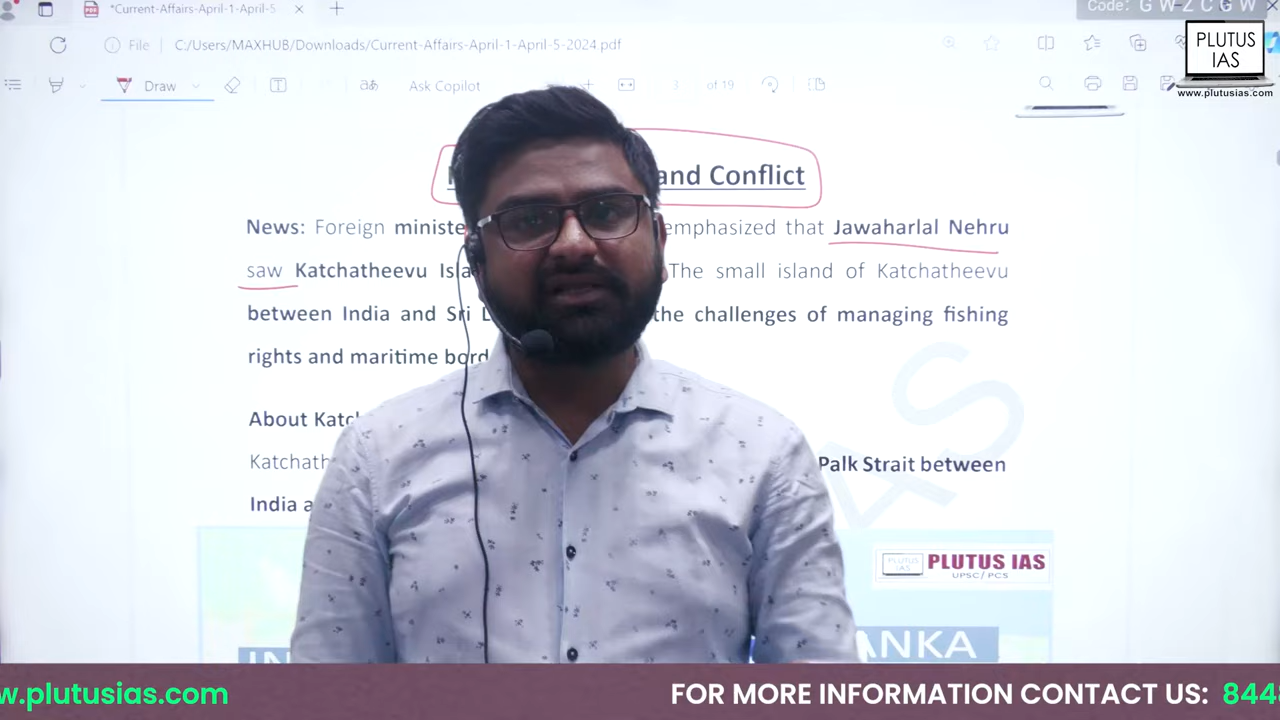 *Current-Affairs-April-1-April-5
Code: G W Z C G W
File C:/Users/MAXHUB/Downloads/Current-Affairs-April-1-April-5-2024.pdf
PLUTUS
IAS
www.plutusias.com
Draw Ask Copilot 3 of 19
and Conflict
News: Foreign ministe emphasized that Jawaharlal Nehru
saw Katchatheevu Isla The small island of Katchatheevu
between India and Sri L the challenges of managing fishing
rights and maritime bord
About Katc
Katchath Palk Strait between
India a
PLUTUS IAS
UPSC/PCS
IN ANKA
w.plutusias.com FOR MORE INFORMATION CONTACT US: 844